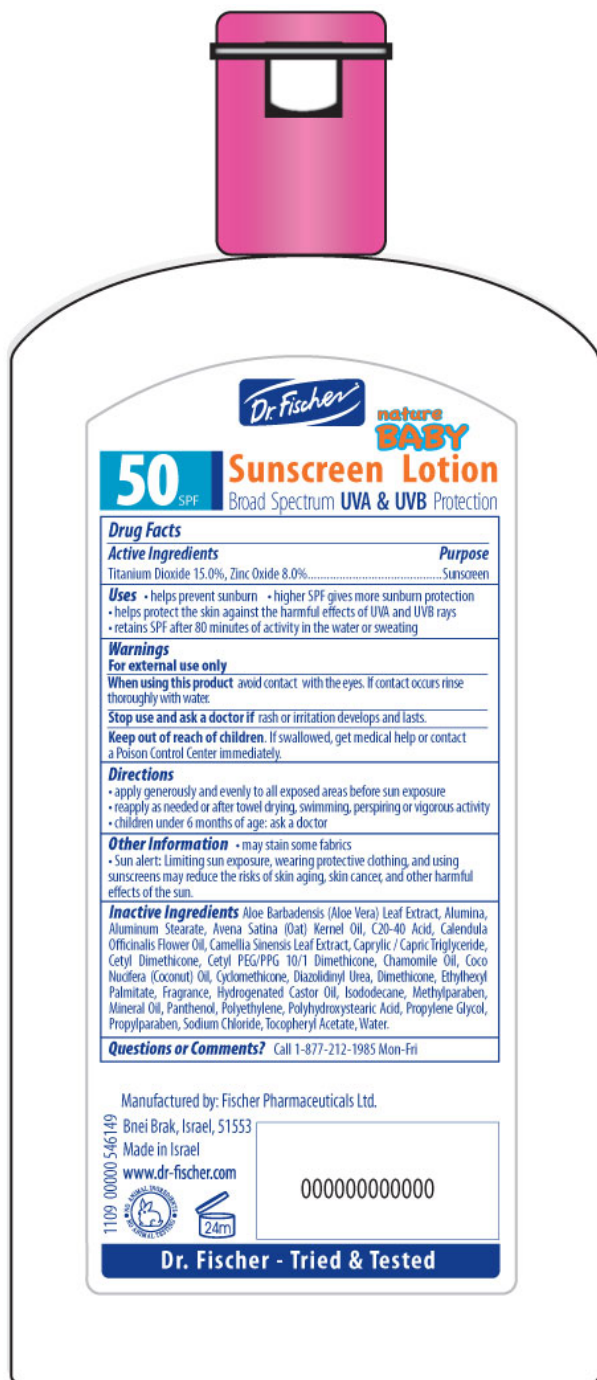 Dr. Fischer
nature
BABY
50 SPF
Sunscreen Lotion
Broad Spectrum UVA & UVB Protection
Drug Facts
Active Ingredients Purpose
Titanium Dioxide 15.0%, Zinc Oxide 8.0%............................................Sunscreen
Uses • helps prevent sunburn • higher SPF gives more sunburn protection
• helps protect the skin against the harmful effects of UVA and UVB rays
• retains SPF after 80 minutes of activity in the water or sweating
Warnings
For external use only
When using this product avoid contact with the eyes. If contact occurs rinse
thoroughly with water.
Stop use and ask a doctor if rash or irritation develops and lasts.
Keep out of reach of children. If swallowed, get medical help or contact
a Poison Control Center immediately.
Directions
• apply generously and evenly to all exposed areas before sun exposure
• reapply as needed or after towel drying, swimming, perspiring or vigorous activity
• children under 6 months of age: ask a doctor
Other Information • may stain some fabrics
• Sun alert: Limiting sun exposure, wearing protective clothing, and using
sunscreens may reduce the risks of skin aging, skin cancer, and other harmful
effects of the sun.
Inactive Ingredients Aloe Barbadensis (Aloe Vera) Leaf Extract, Alumina,
Aluminum Stearate, Avena Satina (Oat) Kernel Oil, C20-40 Acid, Calendula
Officinalis Flower Oil, Camellia Sinensis Leaf Extract, Caprylic / Capric Triglyceride,
Cetyl Dimethicone, Cetyl PEG/PPG 10/1 Dimethicone, Chamomile Oil, Coco
Nucifera (Coconut) Oil, Cyclomethicone, Diazolidinyl Urea, Dimethicone, Ethylhexyl
Palmitate, Fragrance, Hydrogenated Castor Oil, Isododecane, Methylparaben,
Mineral Oil, Panthenol, Polyethylene, Polyhydroxystearic Acid, Propylene Glycol,
Propylparaben, Sodium Chloride, Tocopheryl Acetate, Water.
Questions or Comments? Call 1-877-212-1985 Mon-Fri
Manufactured by: Fischer Pharmaceuticals Ltd.
Bnei Brak, Israel, 51553
Made in Israel
www.dr-fischer.com
1109 00000 546149
NO ANIMAL INGREDIENTS
NO ANIMAL TESTING
24m
000000000000
Dr. Fischer - Tried & Tested